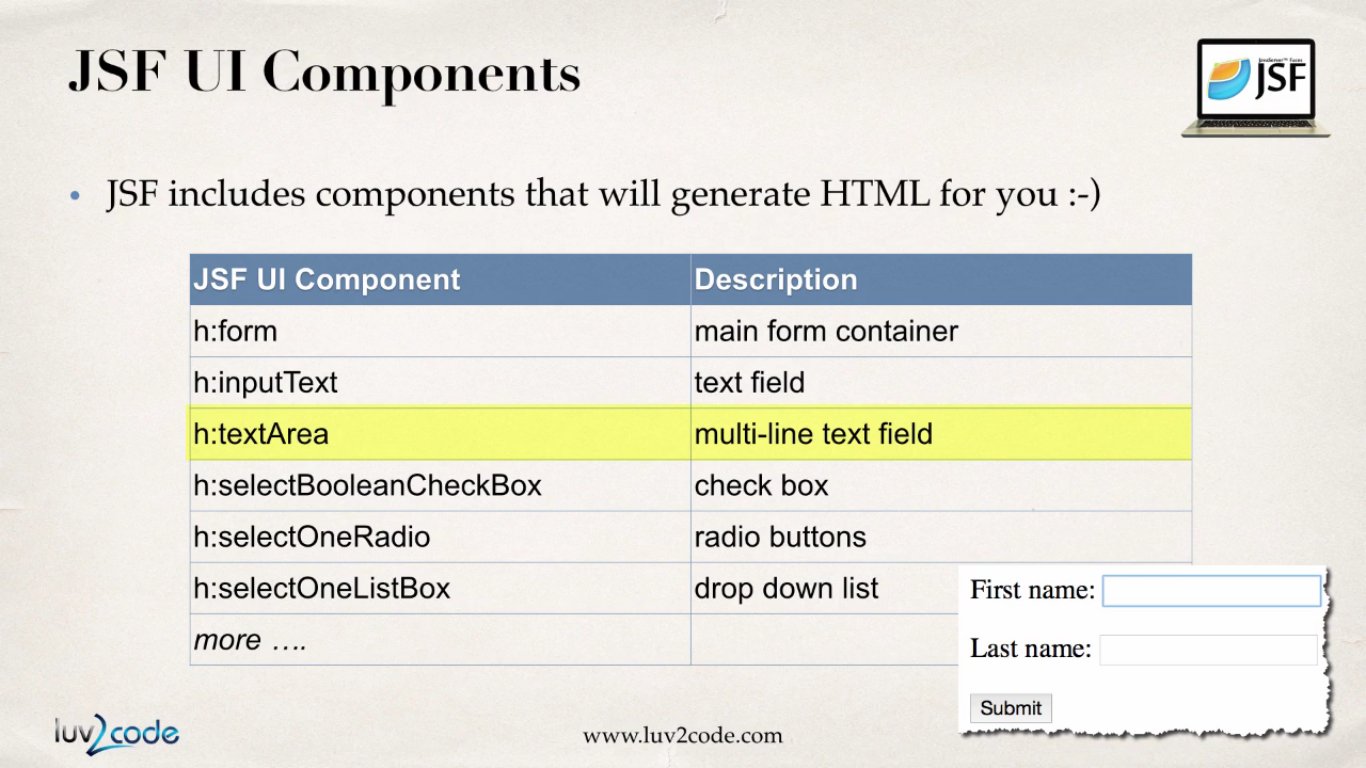 JSF UI Components
JavaServer™ Faces
JSF
• JSF includes components that will generate HTML for you :-)
JSF UI Component Description
h:form main form container
h:inputText text field
h:textArea multi-line text field
h:selectBooleanCheckBox check box
h:selectOneRadio radio buttons
h:selectOneListBox drop down list
more ....
First name:
Last name:
Submit
luv2code
www.luv2code.com